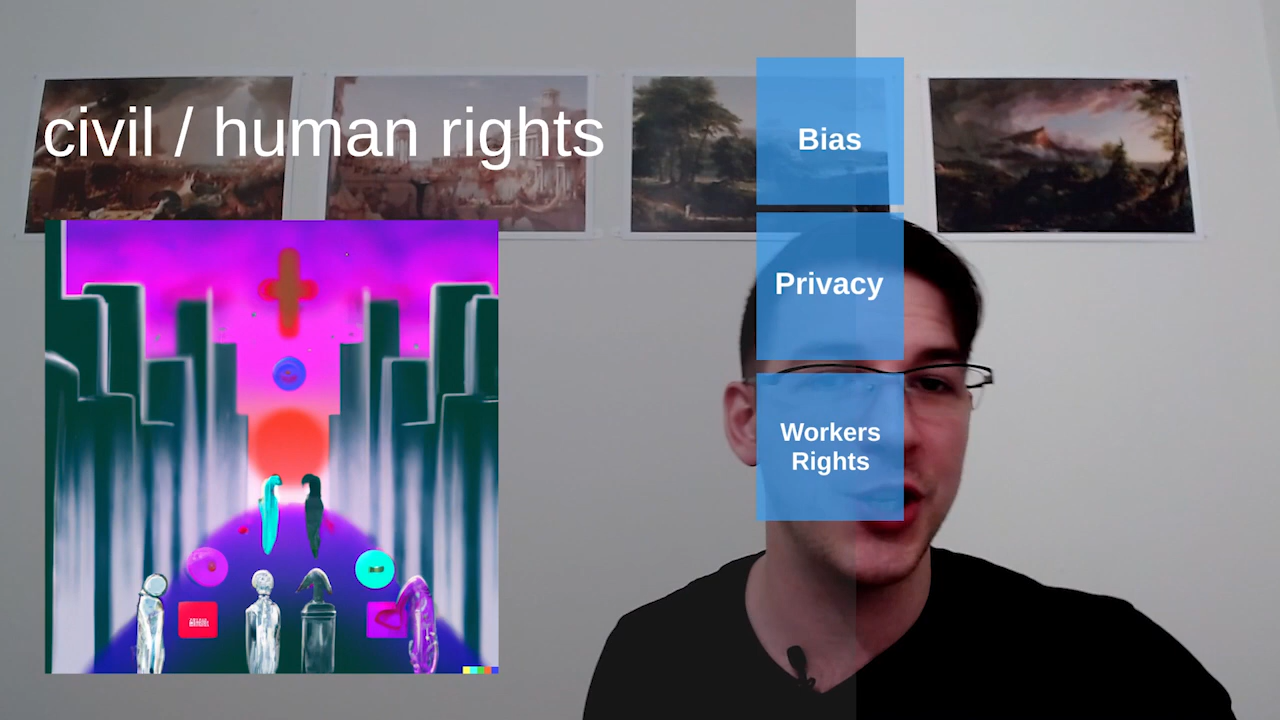 civil / human rights
Bias
Privacy
Workers
Rights